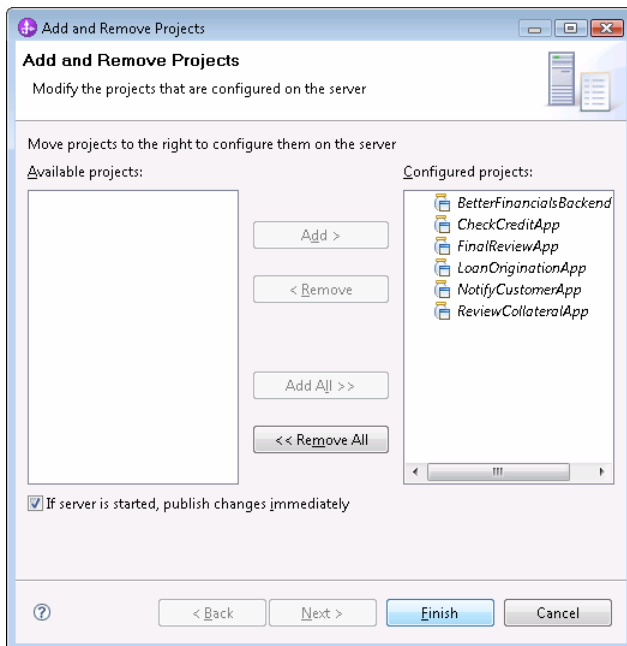 Add and Remove Projects
Add and Remove Projects
Modify the projects that are configured on the server
Move projects to the right to configure them on the server
Available projects:
Configured projects:
BetterFinancialsBackend
CheckCreditApp
FinalReviewApp
LoanOriginationApp
NotifyCustomerApp
ReviewCollateralApp
Add >
< Remove
Add All >>
<< Remove All
If server is started, publish changes immediately
?
< Back
Next >
Finish
Cancel